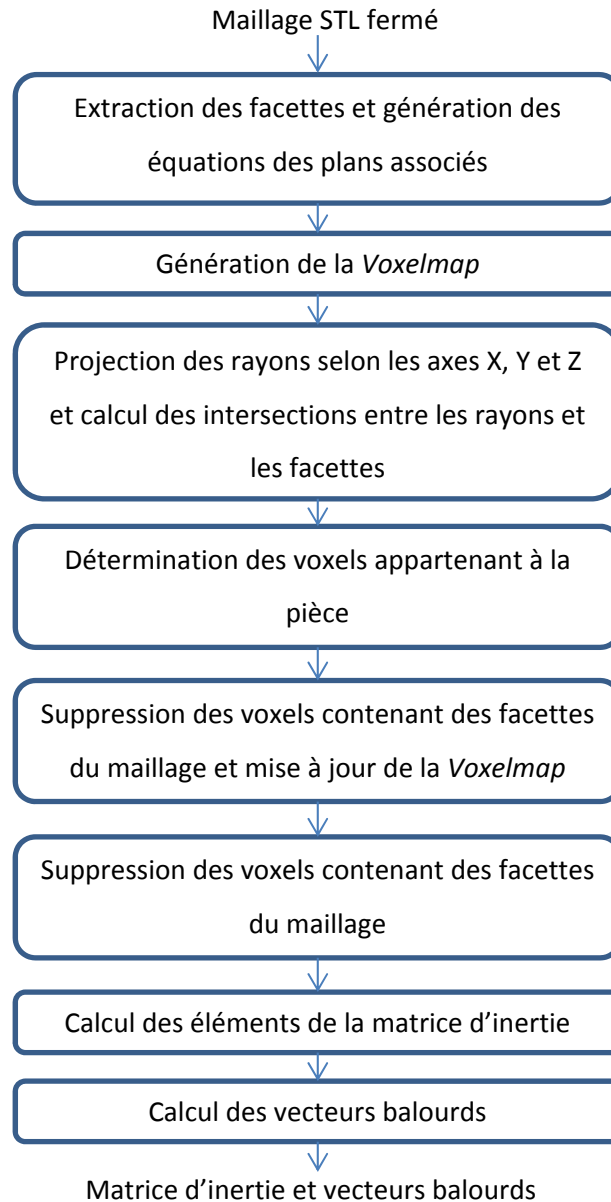 Maillage STL fermé
Extraction des facettes et génération des
équations des plans associés
Génération de la Voxelmap
Projection des rayons selon les axes X, Y et Z
et calcul des intersections entre les rayons et
les facettes
Détermination des voxels appartenant à la
pièce
Suppression des voxels contenant des facettes
du maillage et mise à jour de la Voxelmap
Suppression des voxels contenant des facettes
du maillage
Calcul des éléments de la matrice d’inertie
Calcul des vecteurs balourds
Matrice d’inertie et vecteurs balourds